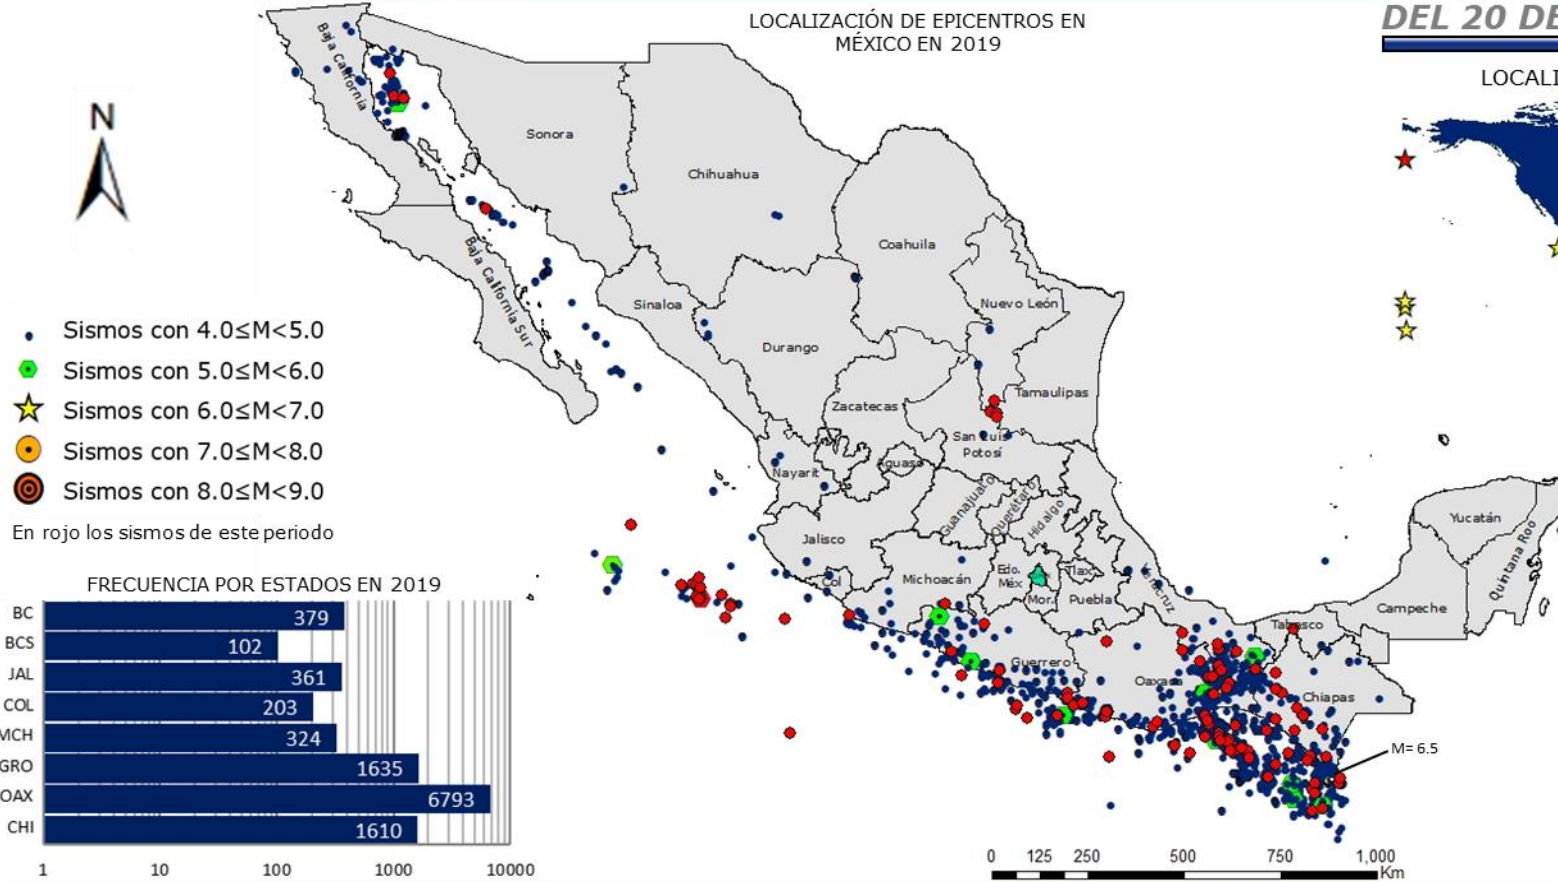 LOCALIZACIÓN DE EPICENTROS EN
MÉXICO EN 2019
DEL 20 DE
LOCALI
N
Baja California
Sonora
Chihuahua
Coahuila
Baja California Sur
Sinaloa
Nuevo León
Durango
Tamaulipas
Zacatecas
San Luis
Potosí
Nayarit
Aguasc
Guanajuato
Querétaro
Hidalgo
Jalisco
Yucatán
Quintana Roo
Col
Michoacán
Edo.
Méx
Tlax
Mor.
Puebla
Veracruz
Campeche
Tabasco
Guerrero
Oaxaca
Chiapas
M= 6.5
Sismos con 4.0≤M<5.0
Sismos con 5.0≤M<6.0
Sismos con 6.0≤M<7.0
Sismos con 7.0≤M<8.0
Sismos con 8.0≤M<9.0
En rojo los sismos de este periodo
FRECUENCIA POR ESTADOS EN 2019
BC 379
BCS 102
JAL 361
COL 203
MCH 324
GRO 1635
OAX 6793
CHI 1610
1 10 100 1000 10000
0 125 250 500 750 1,000
Km